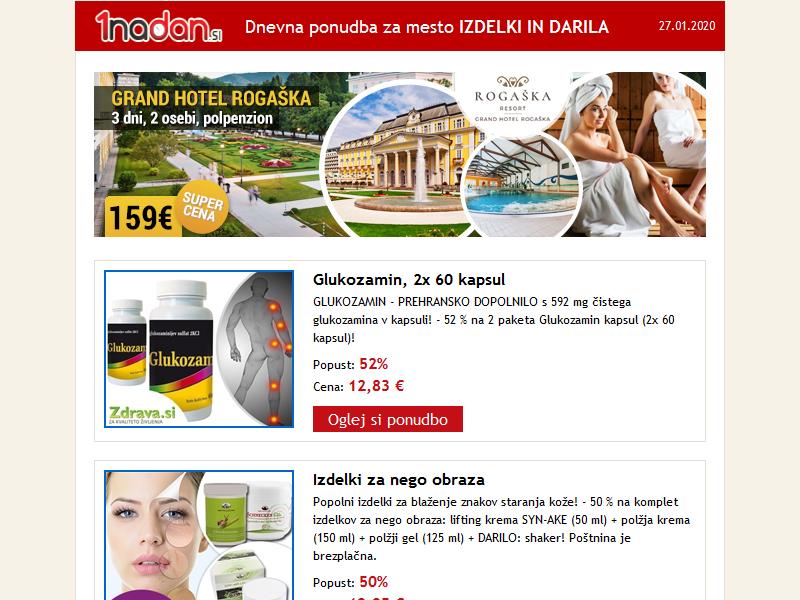 1nadan.si
Dnevna ponudba za mesto IZDELKI IN DARILA
27.01.2020
GRAND HOTEL ROGAŠKA
3 dni, 2 osebi, polpenzion
159€
SUPER
CENA
ROGAŠKA
RESORT
GRAND HOTEL ROGAŠKA
Glukozamin, 2x 60 kapsul
GLUKOZAMIN - PREHRANSKO DOPOLNILO s 592 mg čistega
glukozamina v kapsuli! - 52 % na 2 paketa Glukozamin kapsul (2x 60
kapsul)!
Popust: 52%
Cena: 12,83 €
Oglej si ponudbo
Glukozam
Glukozam
Zdrava.si
ZA KVALITETO ŽIVLJENJA
Izdelki za nego obraza
Popolni izdelki za blaženje znakov staranja kože! - 50 % na komplet
izdelkov za nego obraza: lifting krema SYN-AKE (50 ml) + polžja krema
(150 ml) + polžji gel (125 ml) + DARILO: shaker! Poštnina je
brezplačna.
Popust: 50%